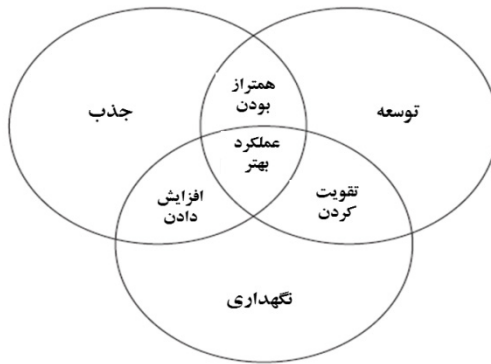 همتراز
بودن
توسعه
جذب
عملکرد
بهتر
تقویت
کردن
افزایش
دادن
نگهداری